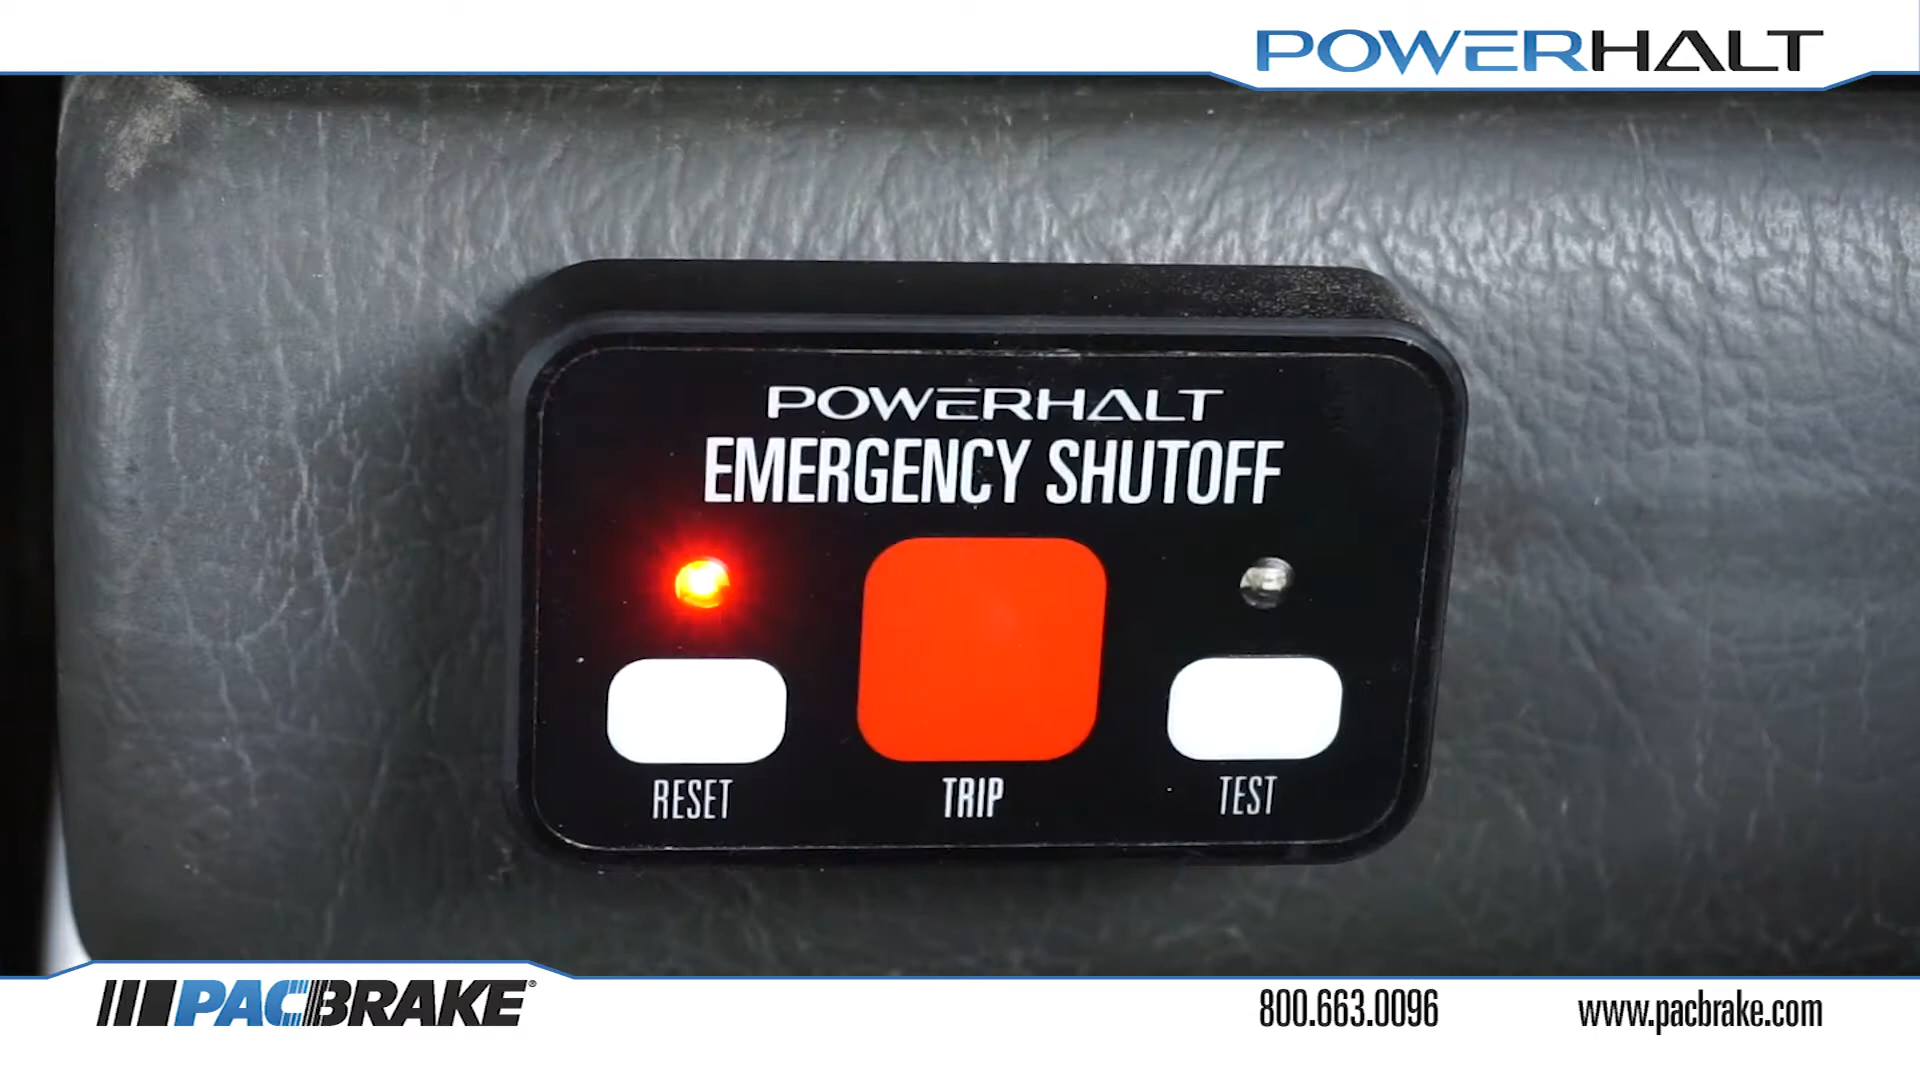 POWERHALT
POWERHALT
EMERGENCY SHUTOFF
RESET
TRIP
TEST
PACBRAKE®
800.663.0096
www.pacbrake.com